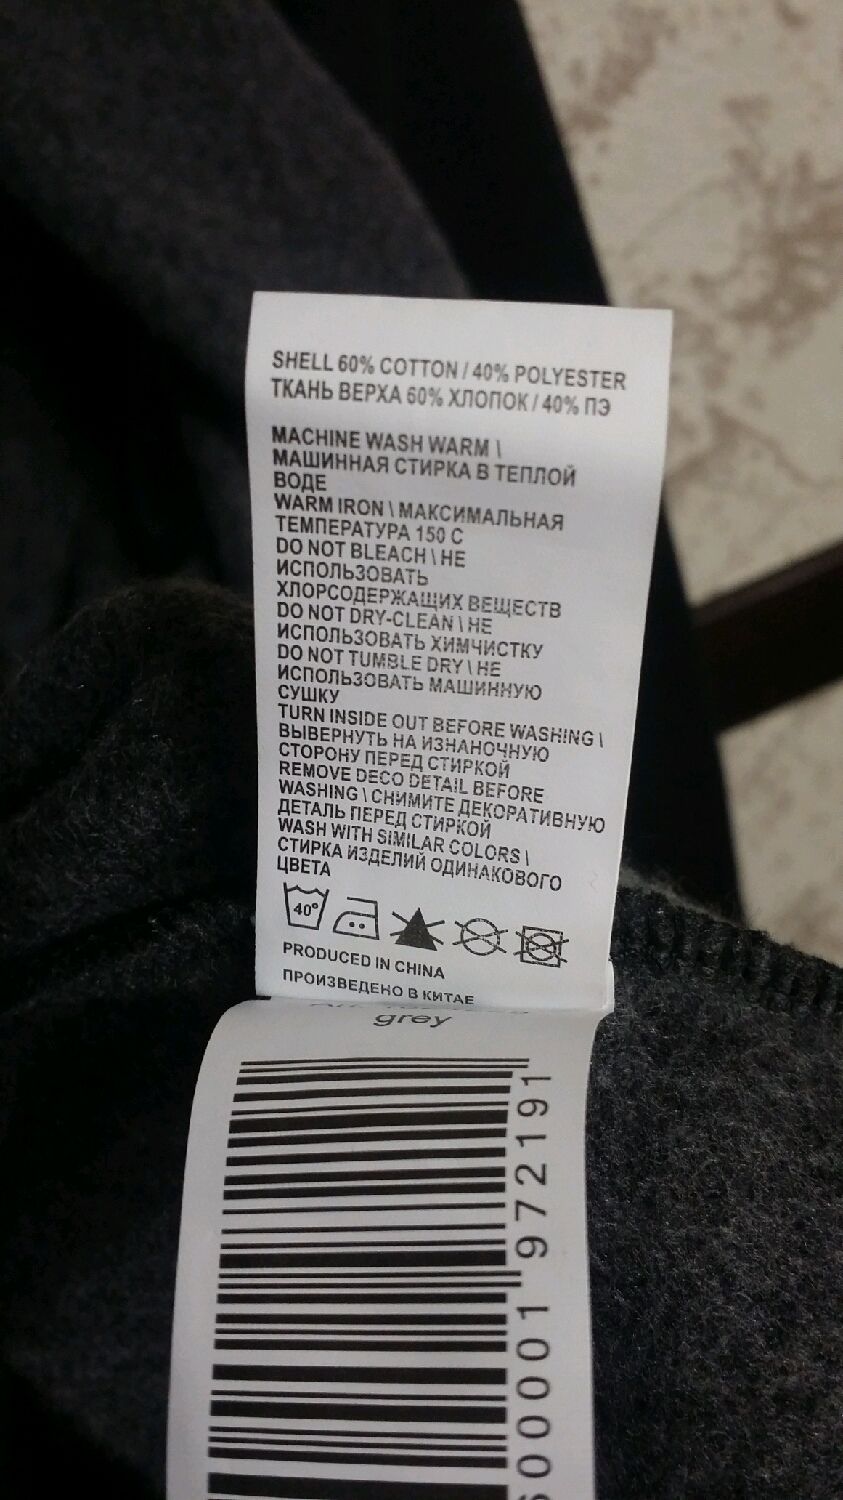 SHELL 60% COTTON / 40% POLYESTER
ТКАНЬ ВЕРХА 60% ХЛОПОК / 40% ПЭ
MACHINE WASH WARM \
МАШИННАЯ СТИРКА В ТЕПЛОЙ
ВОДЕ
WARM IRON \ МАКСИМАЛЬНАЯ
ТЕМПЕРАТУРА 150 С
DO NOT BLEACH \ НЕ
ИСПОЛЬЗОВАТЬ
ХЛОРСОДЕРЖАЩИХ ВЕЩЕСТВ
DO NOT DRY-CLEAN \ НЕ
ИСПОЛЬЗОВАТЬ ХИМЧИСТКУ
DO NOT TUMBLE DRY \ НЕ
ИСПОЛЬЗОВАТЬ МАШИННУЮ
СУШКУ
TURN INSIDE OUT BEFORE WASHING \
ВЫВЕРНУТЬ НА ИЗНАНОЧНУЮ
СТОРОНУ ПЕРЕД СТИРКОЙ
REMOVE DECO DETAIL BEFORE
WASHING \ СНИМИТЕ ДЕКОРАТИВНУЮ
ДЕТАЛЬ ПЕРЕД СТИРКОЙ
WASH WITH SIMILAR COLORS \
СТИРКА ИЗДЕЛИЙ ОДИНАКОВОГО
ЦВЕТА
40°
PRODUCED IN CHINA
ПРОИЗВЕДЕНО В КИТАЕ
grey
00001 972191